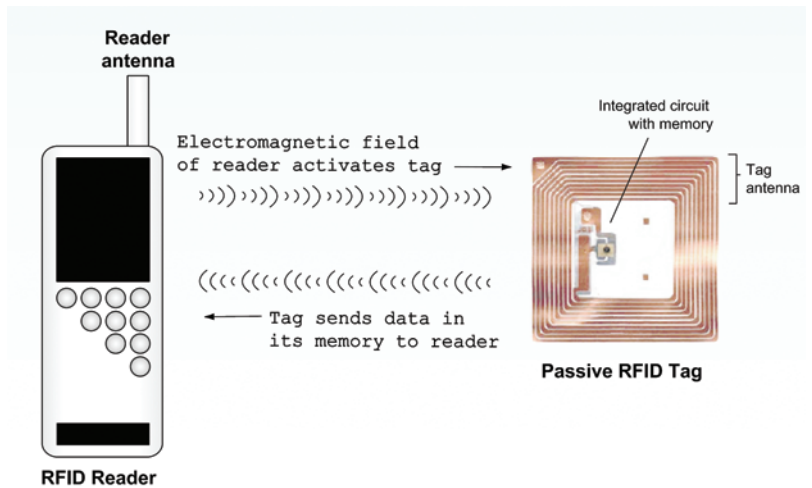 Reader
antenna
Electromagnetic field
of reader activates tag
Integrated circuit
with memory
Tag
antenna
Tag sends data in
its memory to reader
Passive RFID Tag
RFID Reader